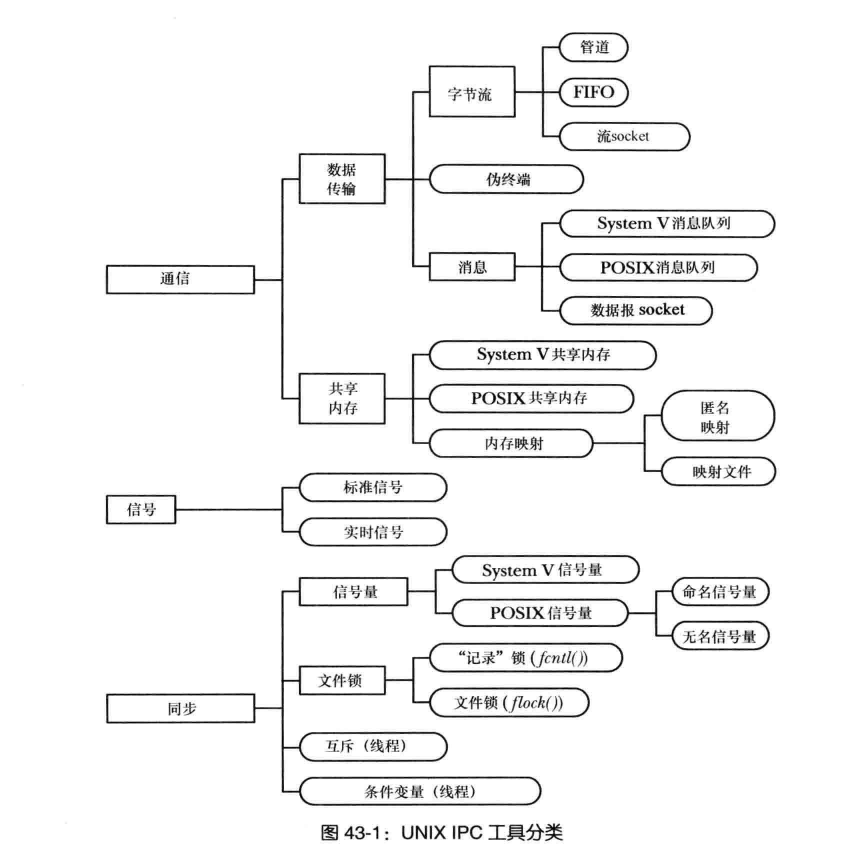 管道
字节流
FIFO
流socket
数据
传输
伪终端
System V消息队列
消息
POSIX消息队列
数据报 socket
通信
System V共享内存
共享
内存
POSIX共享内存
匿名
映射
内存映射
映射文件
标准信号
信号
实时信号
System V信号量
信号量
命名信号量
POSIX信号量
无名信号量
“记录”锁 (fcntl())
文件锁
文件锁 (flock())
同步
互斥（线程）
条件变量（线程）
图 43-1：UNIX IPC 工具分类